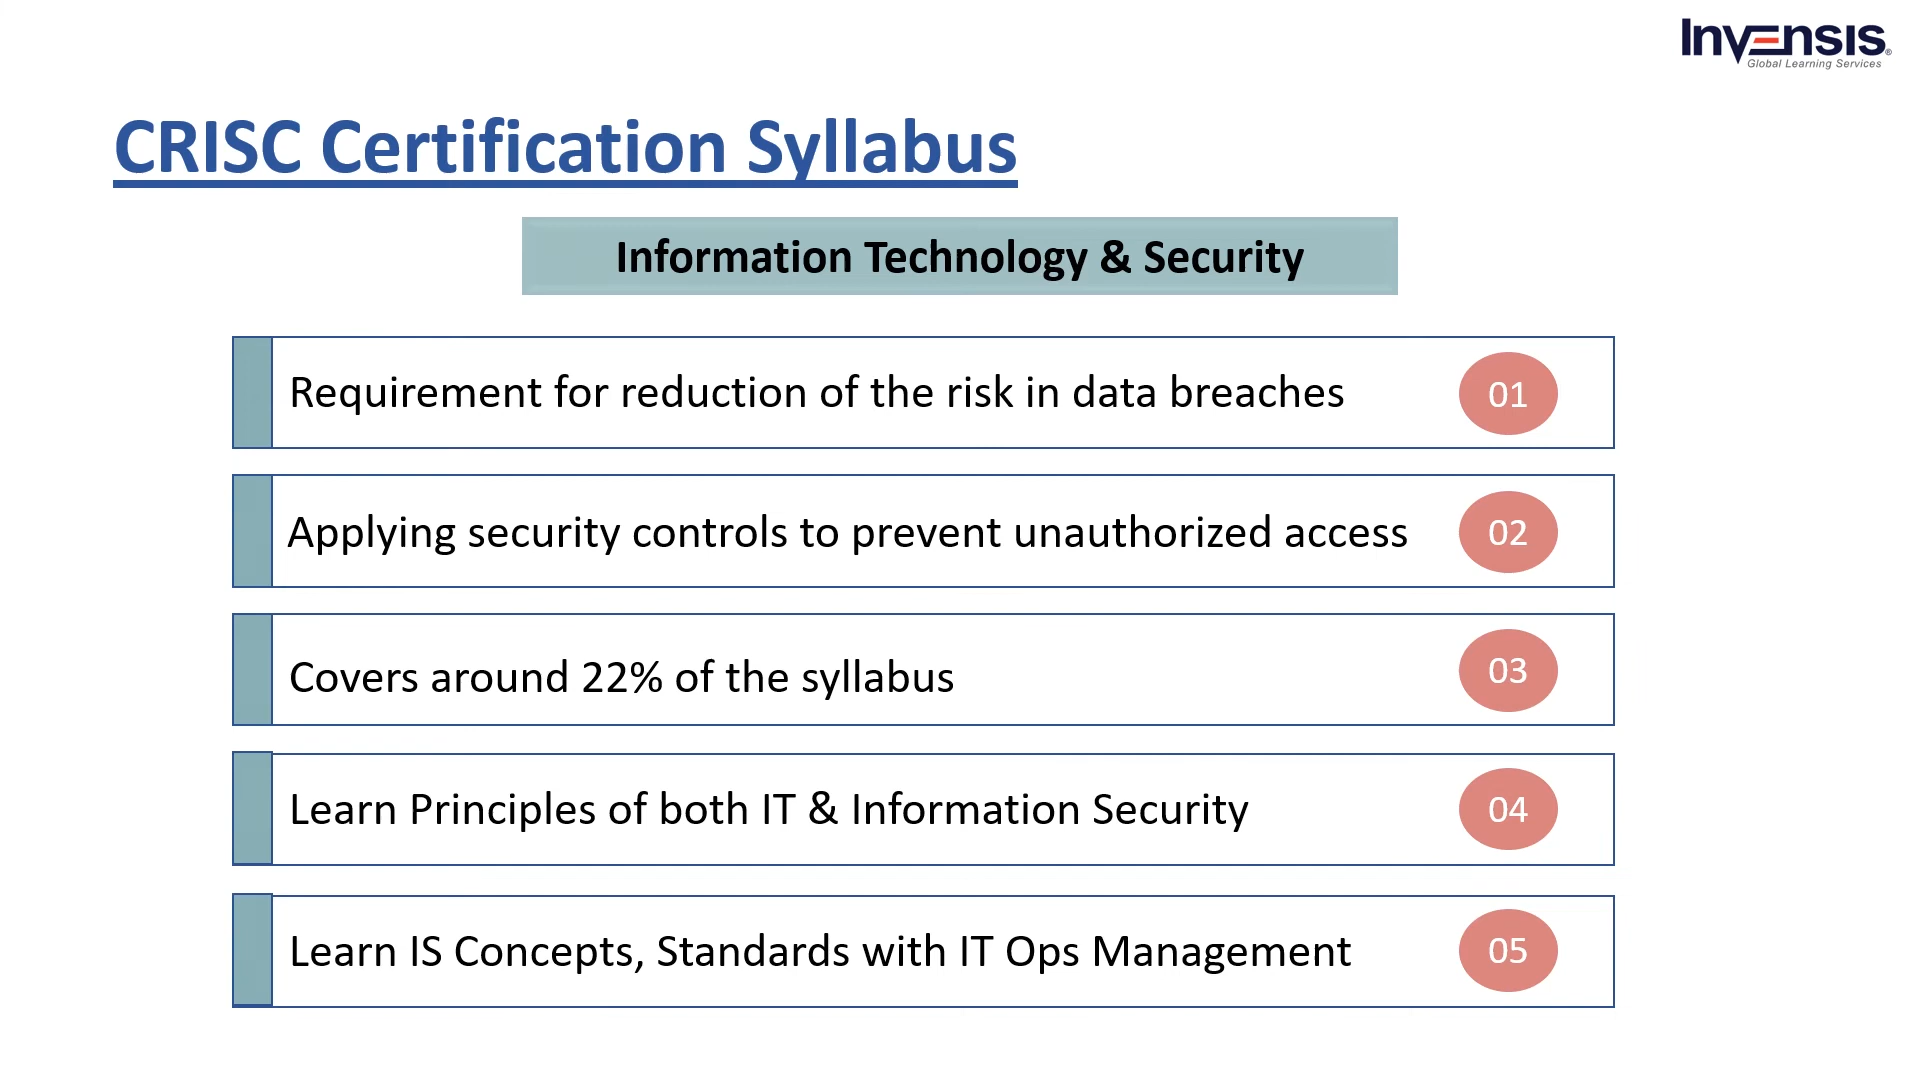 Invensis®
Global Learning Services
CRISC Certification Syllabus
Information Technology & Security
Requirement for reduction of the risk in data breaches
01
Applying security controls to prevent unauthorized access
02
Covers around 22% of the syllabus
03
Learn Principles of both IT & Information Security
04
Learn IS Concepts, Standards with IT Ops Management
05